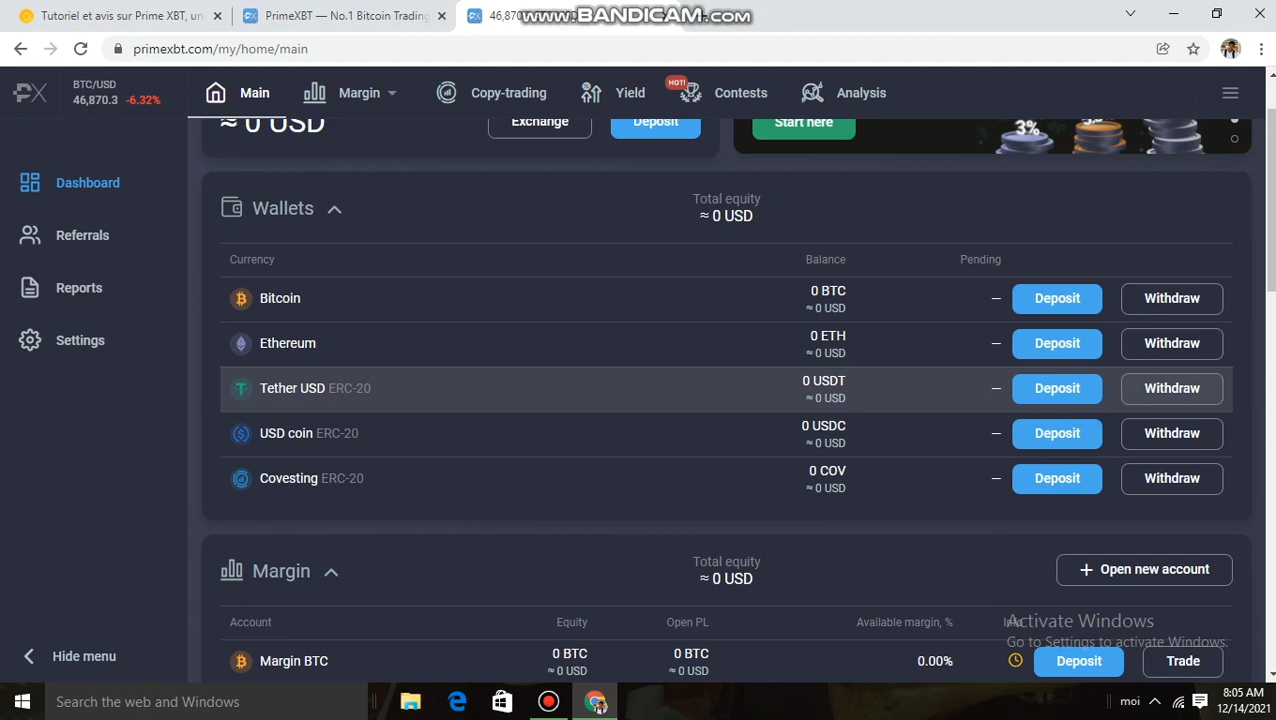 Tutoriel et avis sur Prime XBT, un
PrimeXBT — No.1 Bitcoin Trading
46,870
www.BANDICAM.com
primexbt.com/my/home/main
PX
BTC/USD
46,870.3 -6.32%
Main
Margin
Copy-trading
Yield
HOT!
Contests
Analysis
≈ 0 USD
Exchange
Deposit
Start here
3%
Dashboard
Referrals
Reports
Settings
Hide menu
Wallets
Total equity
≈ 0 USD
Currency Balance Pending
Bitcoin 0 BTC – Deposit Withdraw
≈ 0 USD
Ethereum 0 ETH – Deposit Withdraw
≈ 0 USD
Tether USD ERC-20 0 USDT – Deposit Withdraw
≈ 0 USD
USD coin ERC-20 0 USDC – Deposit Withdraw
≈ 0 USD
Covesting ERC-20 0 COV – Deposit Withdraw
≈ 0 USD
Margin
Total equity
≈ 0 USD
+ Open new account
Account Equity Open PL Available margin, %
Margin BTC 0 BTC 0 BTC 0.00% Deposit Trade
≈ 0 USD ≈ 0 USD
Activate Windows
Go to Settings to activate Windows.
Search the web and Windows
moi
8:05 AM
12/14/2021